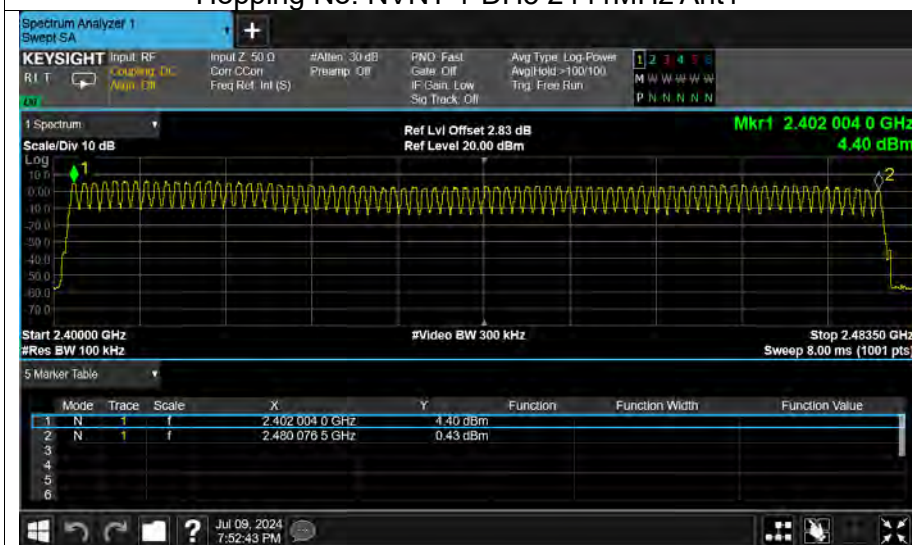 Hopping No. NVNT 1-DH5 2441MHz Ant1
Spectrum Analyzer 1
Swept SA
KEYSIGHT Input: RF Input Z: 50 Ω #Atten: 30 dB PNO: Fast Avg Type: Log-Power 1 2 3 4 5 6
RLT Coupling: DC Corr CCorr Preamp: Off Gate: Off Avg|Hold:>100/100 M W W W W W
Align: Off Freq Ref: Int (S) IF Gain: Low Trig: Free Run
Sig Track: Off P N N N N N
1 Spectrum Ref Lvl Offset 2.83 dB Mkr1 2.402 004 0 GHz
Scale/Div 10 dB Ref Level 20.00 dBm 4.40 dBm
Log
10.0
0.00
-10.0
-20.0
-30.0
-40.0
-50.0
-60.0
-70.0
1
2
Start 2.40000 GHz #Video BW 300 kHz Stop 2.48350 GHz
#Res BW 100 kHz Sweep 8.00 ms (1001 pts)
5 Marker Table
Mode Trace Scale X Y Function Function Width Function Value
1 N 1 f 2.402 004 0 GHz 4.40 dBm
2 N 1 f 2.480 076 5 GHz 0.43 dBm
3
4
5
6
? Jul 09, 2024
7:52:43 PM